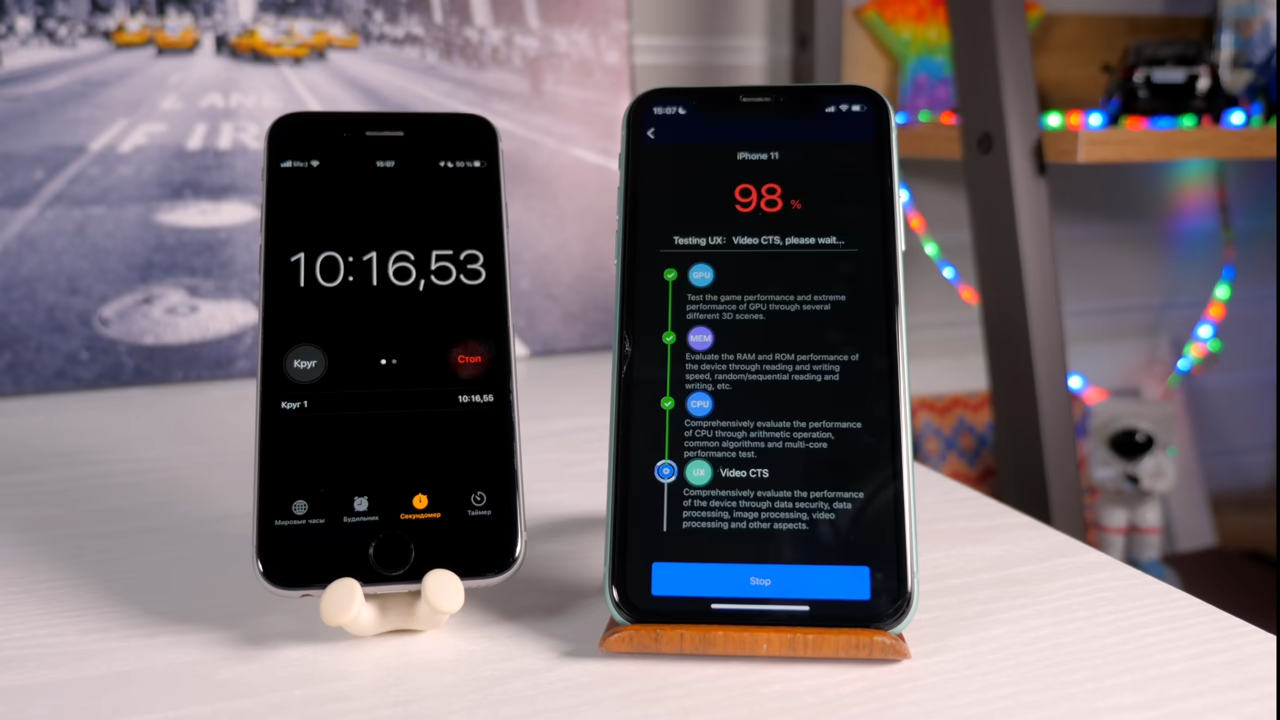 LANE
FIR
life:)
15:07
50 %
10:16,53
Круг
Стоп
Круг 1
10:16,55
Мировые часы
Будильник
Секундомер
Таймер
15:07
iPhone 11
98 %
Testing UX: Video CTS, please wait...
GPU
Test the game performance and extreme
performance of GPU through several
different 3D scenes.
MEM
Evaluate the RAM and ROM performance of
the device through reading and writing
speed, random/sequential reading and
writing, etc.
CPU
Comprehensively evaluate the performance
of CPU through arithmetic operation,
common algorithms and multi-core
performance test.
UX Video CTS
Comprehensively evaluate the performance
of the device through data security, data
processing, image processing, video
processing and other aspects.
Stop